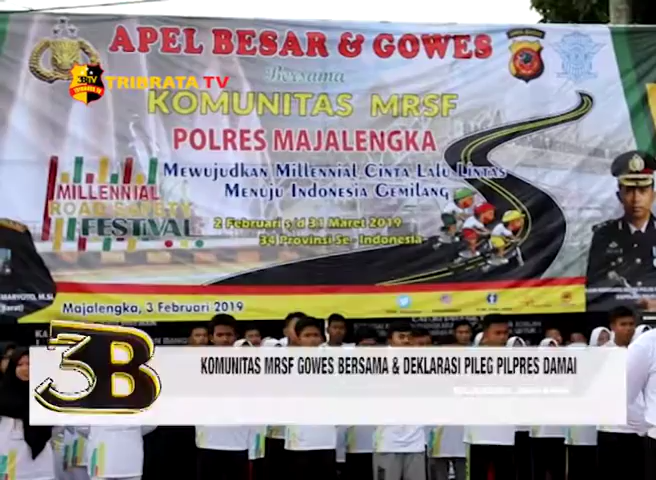 APEL BESAR & GOWES
Bersama
TRIBRATA TV
KOMUNITAS MRSF
POLRES MAJALENGKA
Mewujudkan Millennial Cinta Lalu Lintas
Menuju Indonesia Gemilang
MILLENNIAL
ROAD SAFETY
FESTIVAL
2 Februari s/d 31 Maret 2019
34 Provinsi Se. Indonesia
Majalengka, 3 Februari 2019
3B
KOMUNITAS MRSF GOWES BERSAMA & DEKLARASI PILEG PILPRES DAMAI